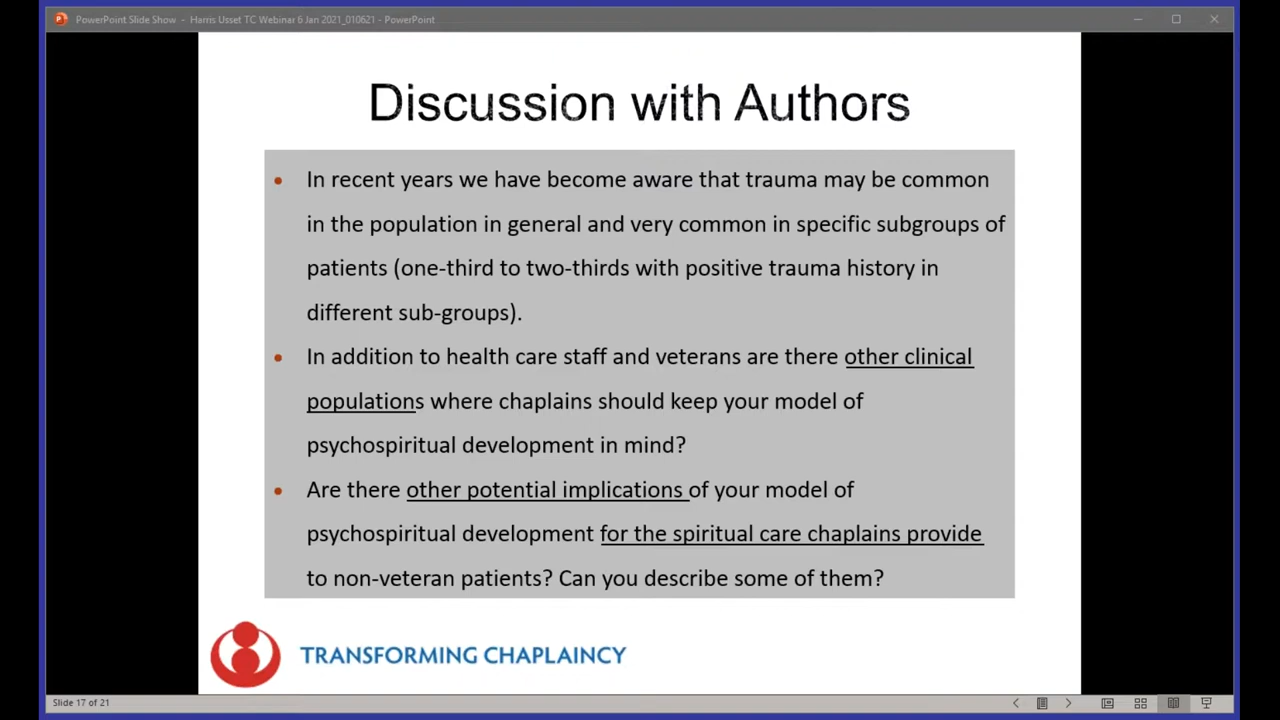 PowerPoint Slide Show - Harris Usset TC Webinar 6 Jan 2021_010621 - PowerPoint
Discussion with Authors
• In recent years we have become aware that trauma may be common
in the population in general and very common in specific subgroups of
patients (one-third to two-thirds with positive trauma history in
different sub-groups).
• In addition to health care staff and veterans are there other clinical
populations where chaplains should keep your model of
psychospiritual development in mind?
• Are there other potential implications of your model of
psychospiritual development for the spiritual care chaplains provide
to non-veteran patients? Can you describe some of them?
TRANSFORMING CHAPLAINCY
Slide 17 of 21